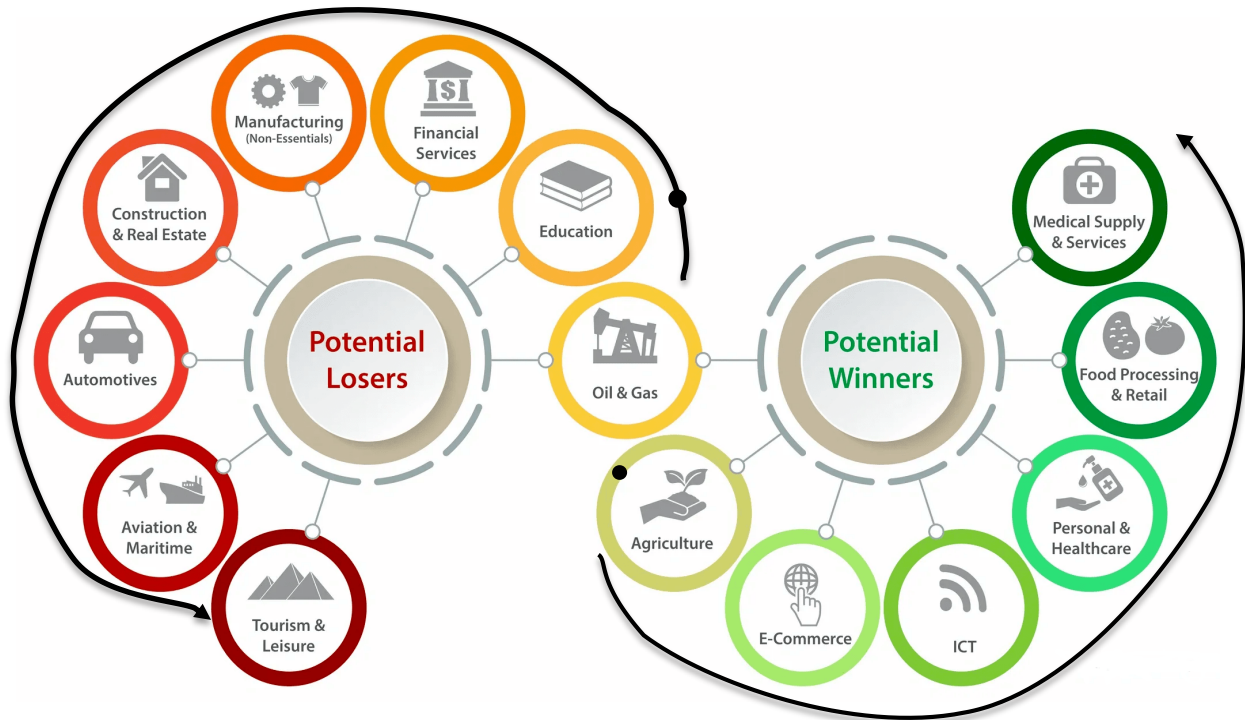 Manufacturing
(Non-Essentials)
$
Financial
Services
Construction
& Real Estate
Education
Medical Supply
& Services
Potential
Losers
Potential
Winners
Automotives
Oil & Gas
Food Processing
& Retail
Aviation &
Maritime
Agriculture
Personal &
Healthcare
Tourism &
Leisure
E-Commerce
ICT